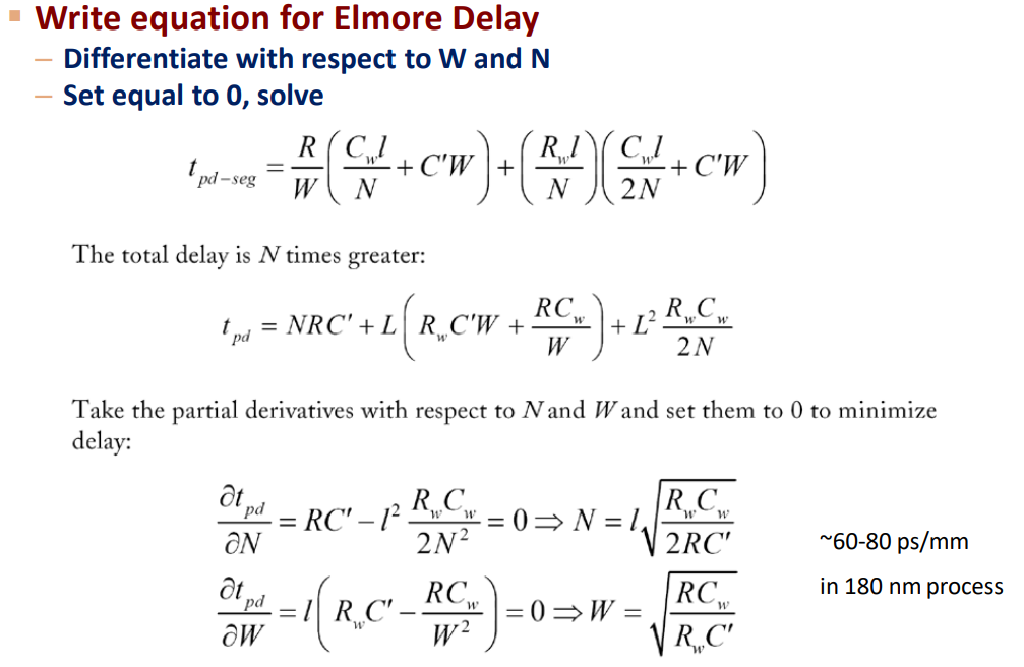 ▪ Write equation for Elmore Delay
– Differentiate with respect to W and N
– Set equal to 0, solve
t_{pd-seg} = \frac{R}{W}\left(\frac{C_w l}{N} + C'W\right) + \left(\frac{R_w l}{N}\right)\left(\frac{C_w l}{2N} + C'W\right)
The total delay is N times greater:
t_{pd} = NRC' + L\left(R_w C'W + \frac{RC_w}{W}\right) + L^2 \frac{R_w C_w}{2N}
Take the partial derivatives with respect to N and W and set them to 0 to minimize
delay:
\frac{\partial t_{pd}}{\partial N} = RC' - l^2 \frac{R_w C_w}{2N^2} = 0 \Rightarrow N = l\sqrt{\frac{R_w C_w}{2RC'}}
~60-80 ps/mm
in 180 nm process
\frac{\partial t_{pd}}{\partial W} = l\left(R_w C' - \frac{RC_w}{W^2}\right) = 0 \Rightarrow W = \sqrt{\frac{RC_w}{R_w C'}}